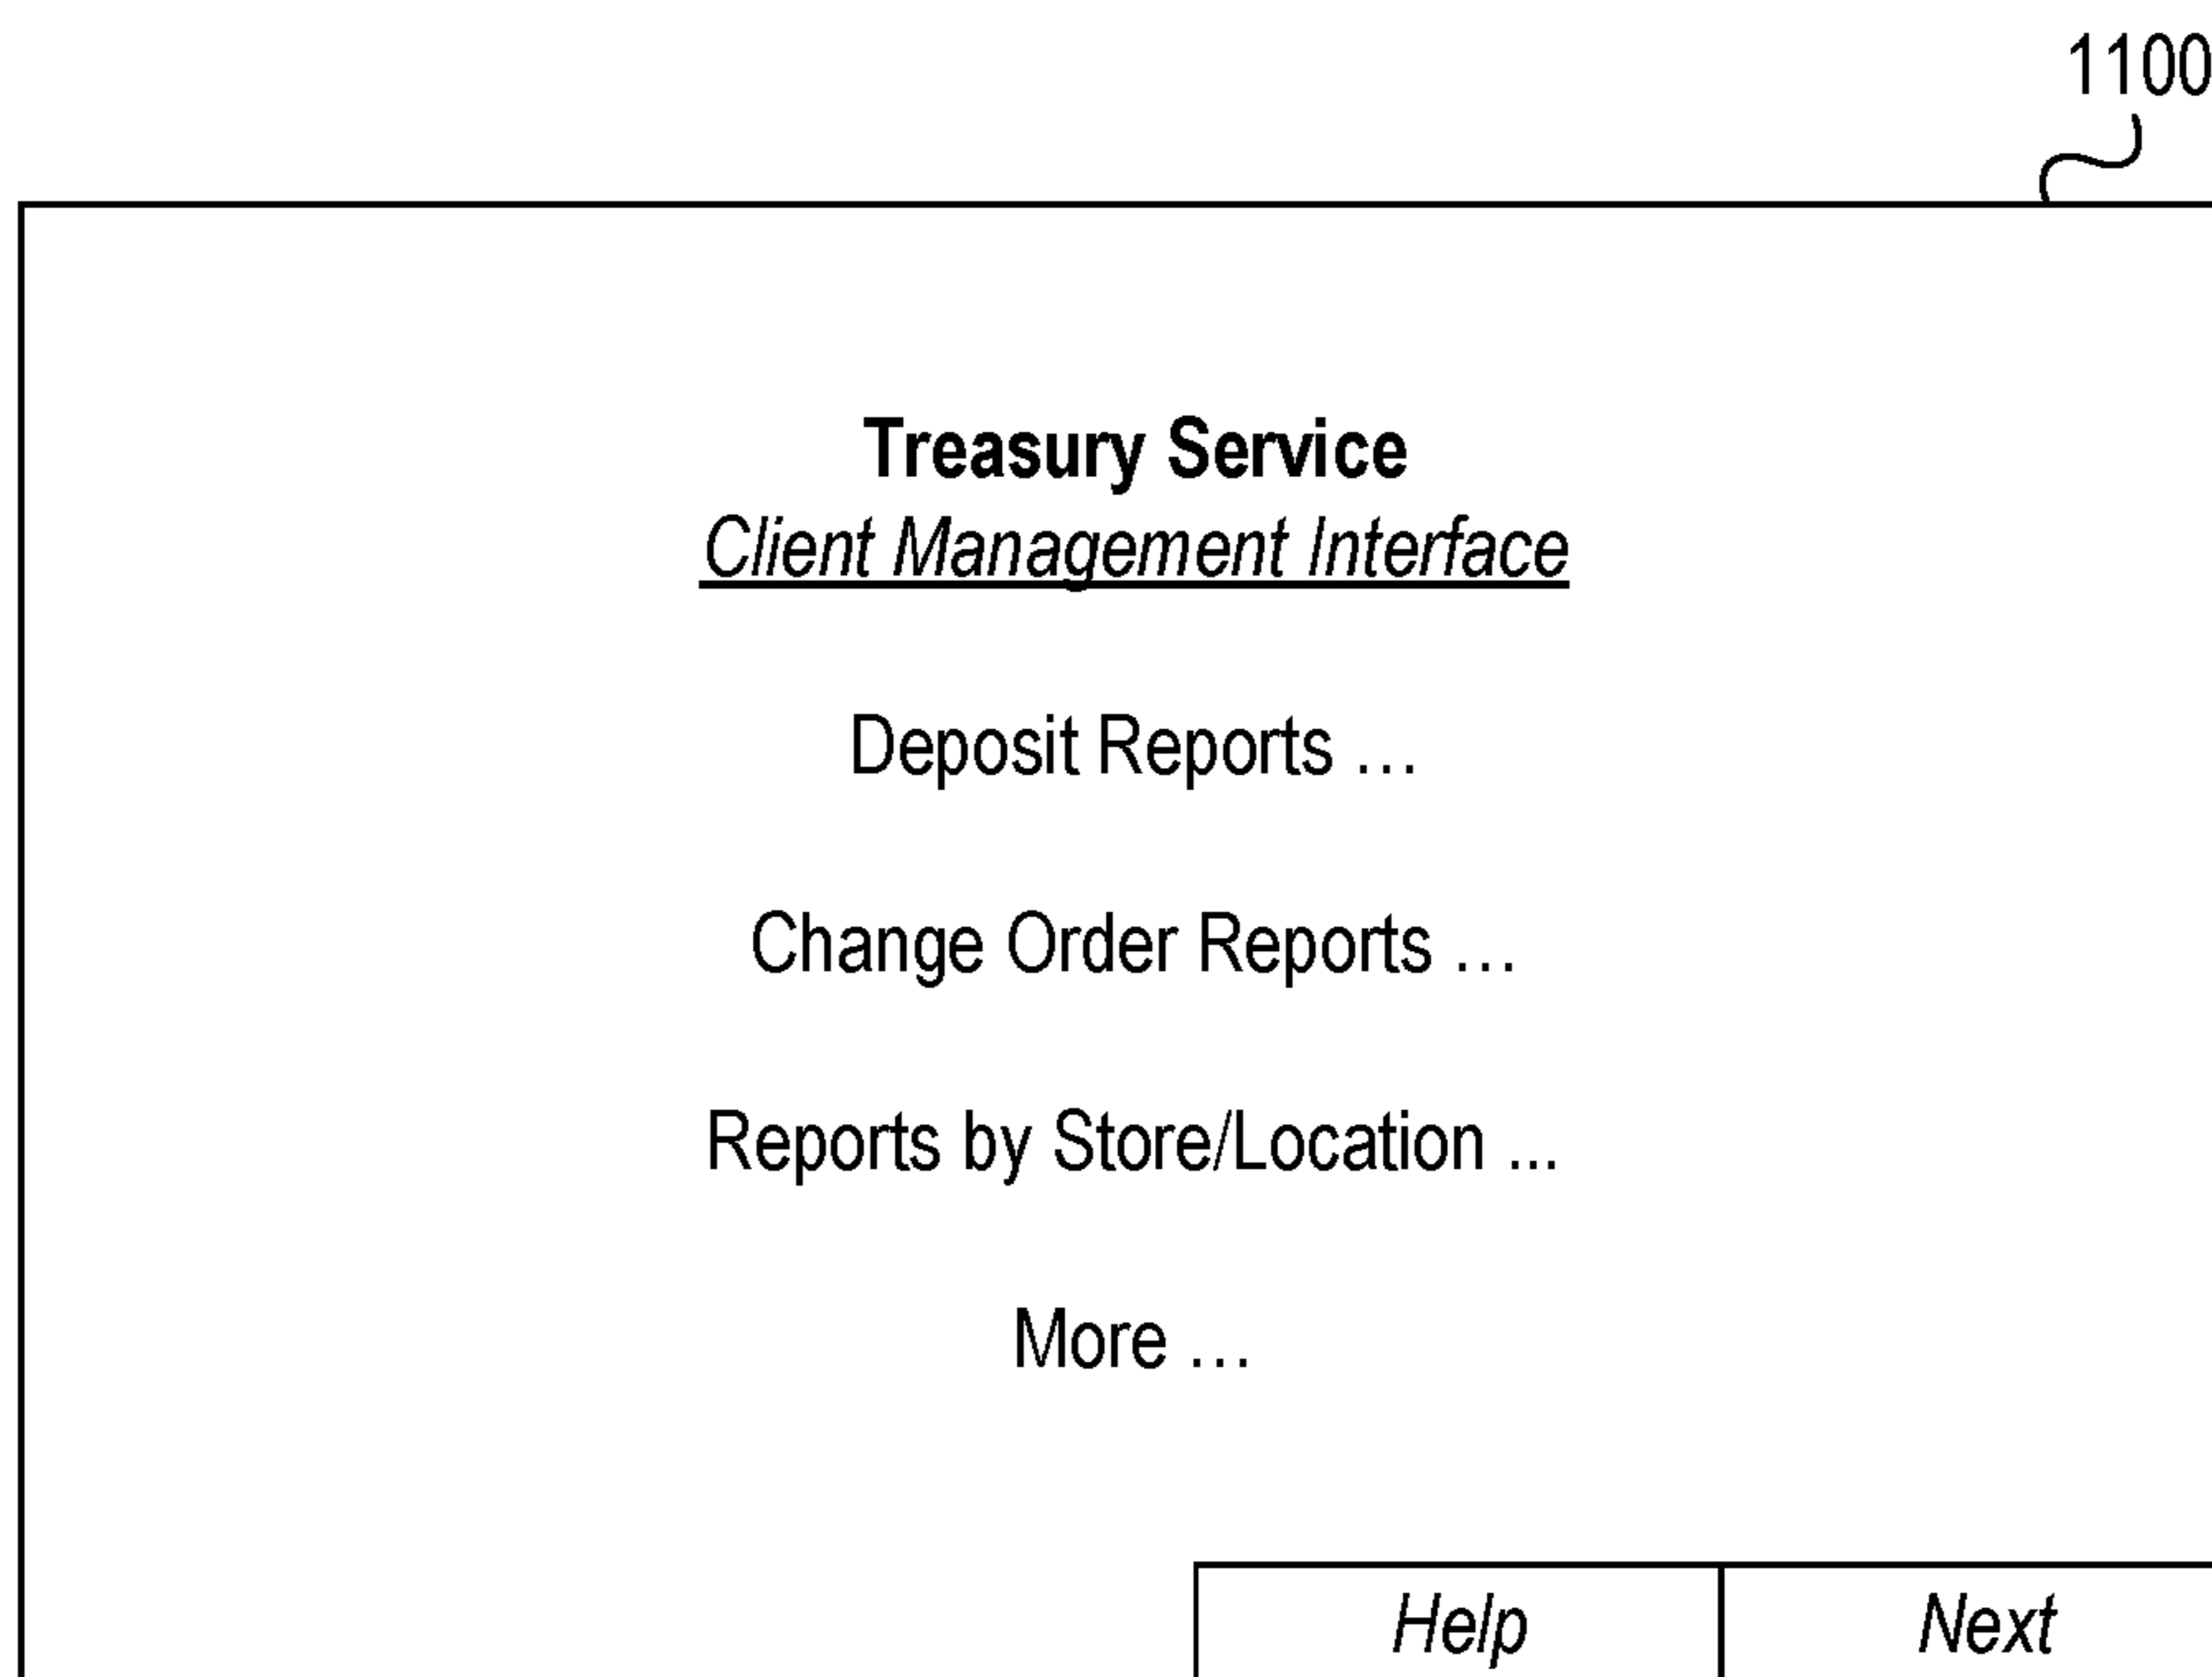 1100
Treasury Service
Client Management Interface
Deposit Reports …
Change Order Reports …
Reports by Store/Location ...
More …
Help Next